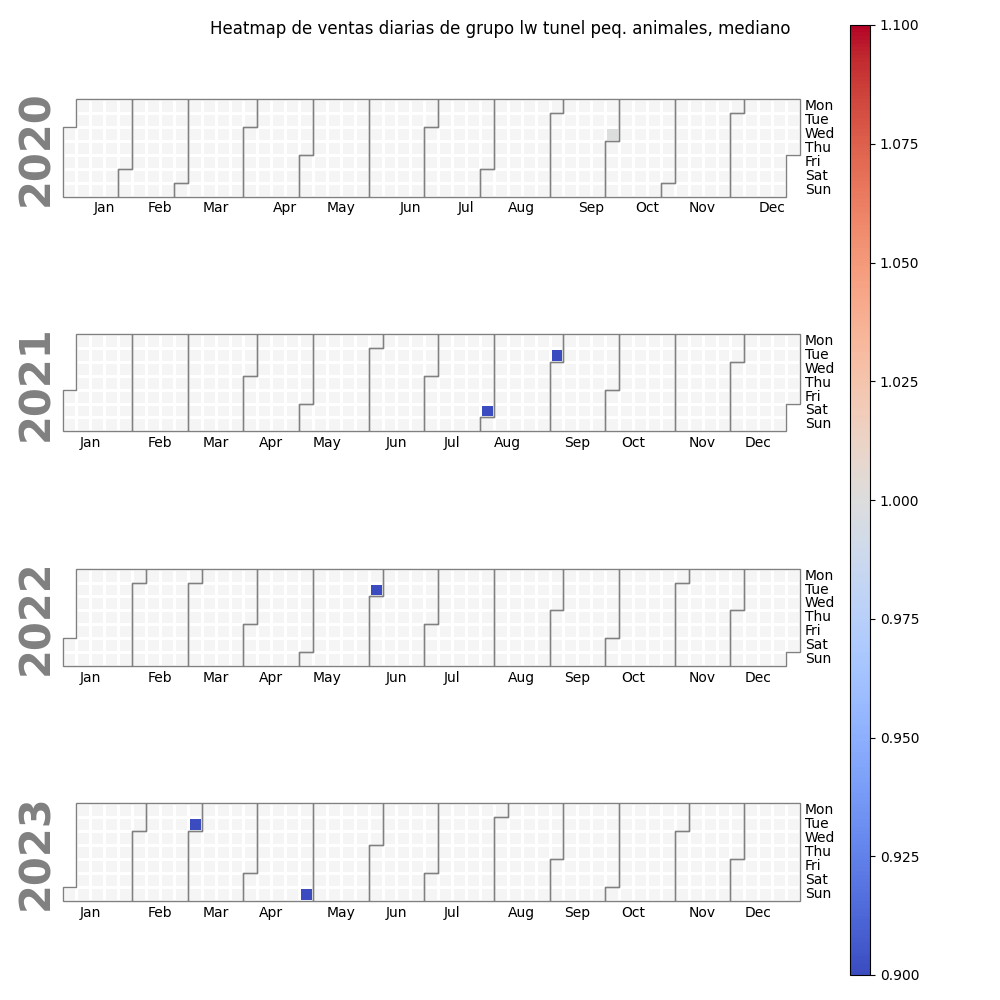 Heatmap de ventas diarias de grupo lw tunel peq. animales, mediano
2020
Mon
Tue
Wed
Thu
Fri
Sat
Sun
Jan Feb Mar Apr May Jun Jul Aug Sep Oct Nov Dec
2021
Mon
Tue
Wed
Thu
Fri
Sat
Sun
Jan Feb Mar Apr May Jun Jul Aug Sep Oct Nov Dec
2022
Mon
Tue
Wed
Thu
Fri
Sat
Sun
Jan Feb Mar Apr May Jun Jul Aug Sep Oct Nov Dec
2023
Mon
Tue
Wed
Thu
Fri
Sat
Sun
Jan Feb Mar Apr May Jun Jul Aug Sep Oct Nov Dec
1.100
1.075
1.050
1.025
1.000
0.975
0.950
0.925
0.900